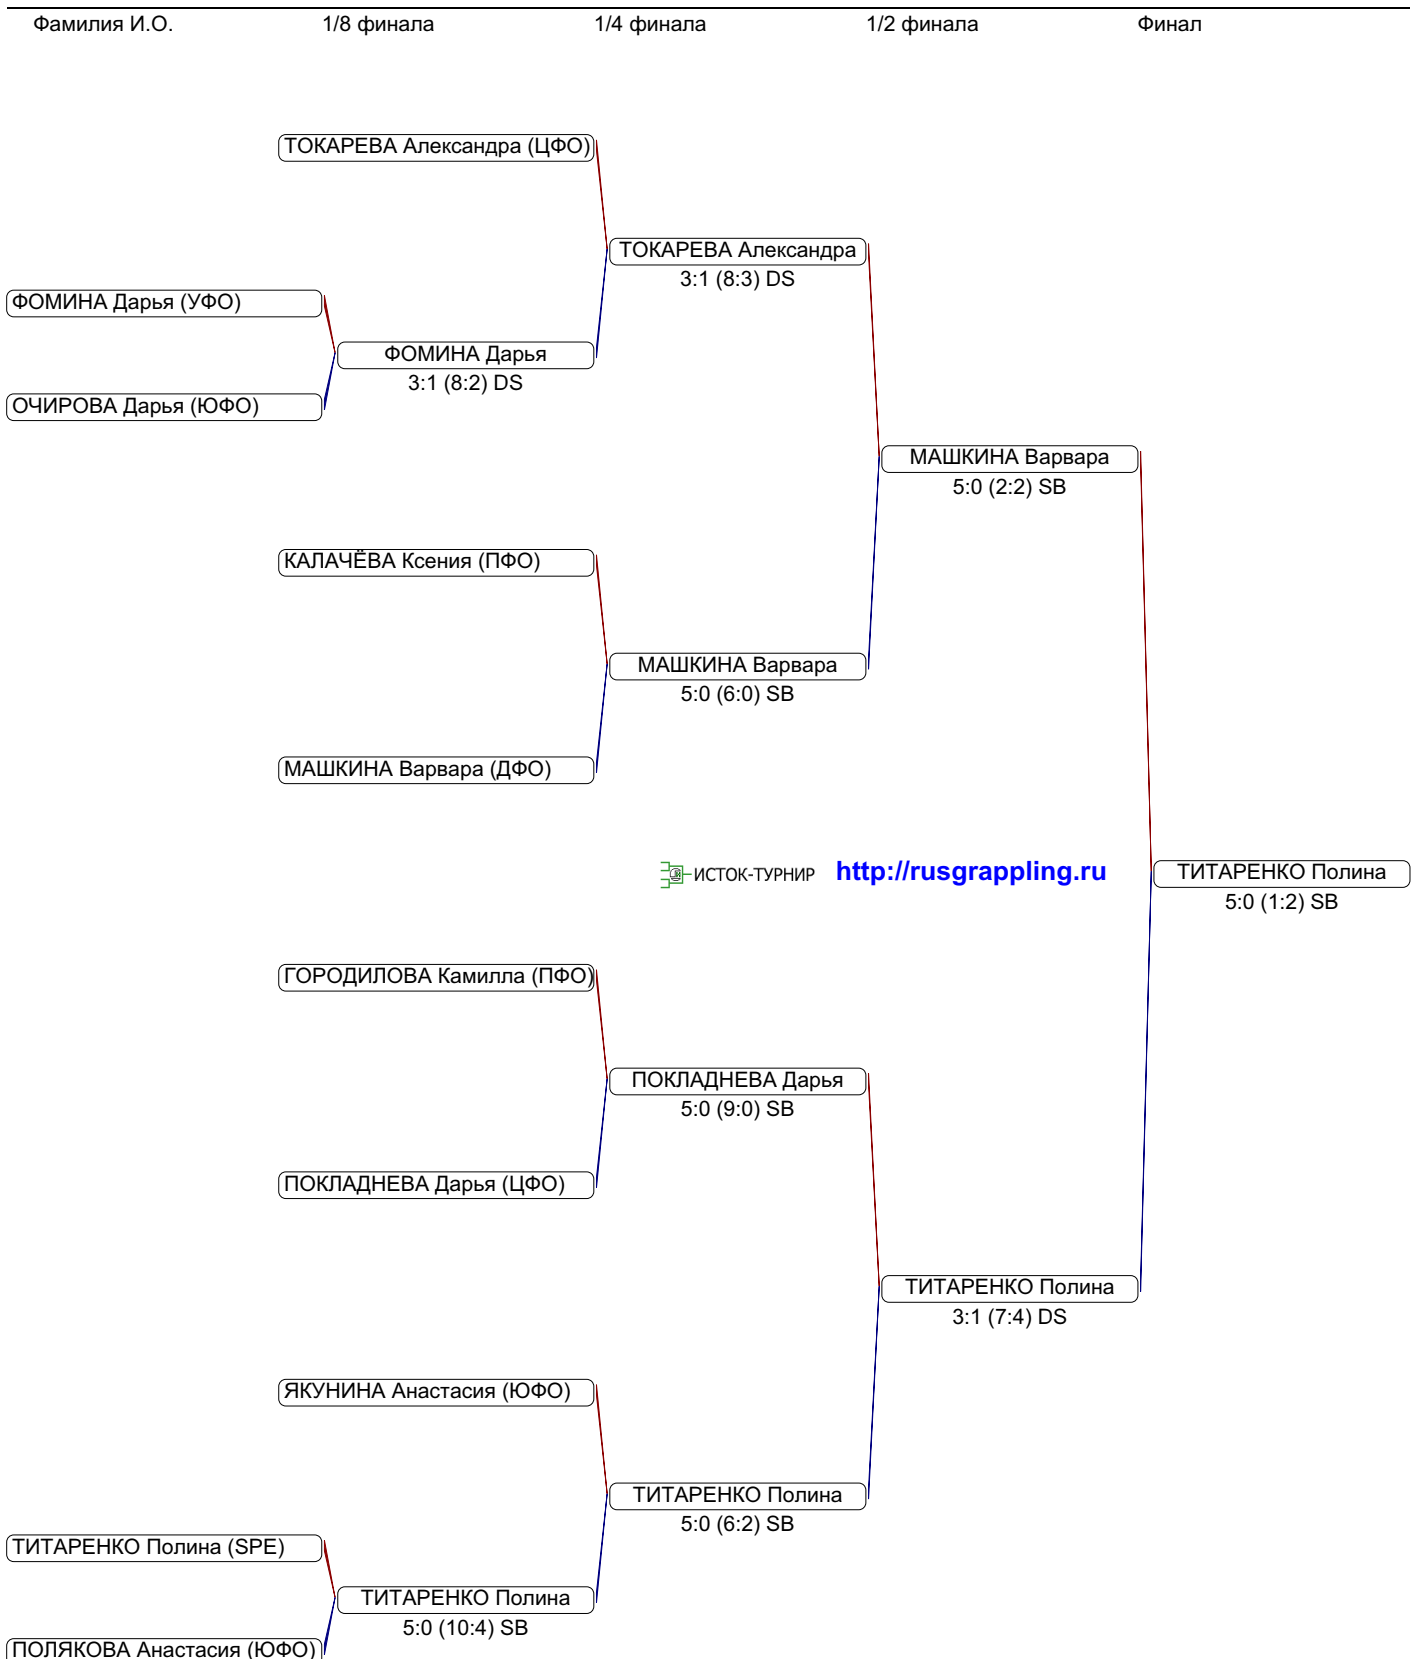 Фамилия И.О. 1/8 финала 1/4 финала 1/2 финала Финал
ТОКАРЕВА Александра (ЦФО)
ТОКАРЕВА Александра
3:1 (8:3) DS
ФОМИНА Дарья (УФО)
ФОМИНА Дарья
3:1 (8:2) DS
ОЧИРОВА Дарья (ЮФО)
МАШКИНА Варвара
5:0 (2:2) SB
КАЛАЧЁВА Ксения (ПФО)
МАШКИНА Варвара
5:0 (6:0) SB
МАШКИНА Варвара (ДФО)
ИСТОК-ТУРНИР http://rusgrappling.ru
ТИТАРЕНКО Полина
5:0 (1:2) SB
ГОРОДИЛОВА Камилла (ПФО)
ПОКЛАДНЕВА Дарья
5:0 (9:0) SB
ПОКЛАДНЕВА Дарья (ЦФО)
ТИТАРЕНКО Полина
3:1 (7:4) DS
ЯКУНИНА Анастасия (ЮФО)
ТИТАРЕНКО Полина
5:0 (6:2) SB
ТИТАРЕНКО Полина (SPE)
ТИТАРЕНКО Полина
5:0 (10:4) SB
ПОЛЯКОВА Анастасия (ЮФО)